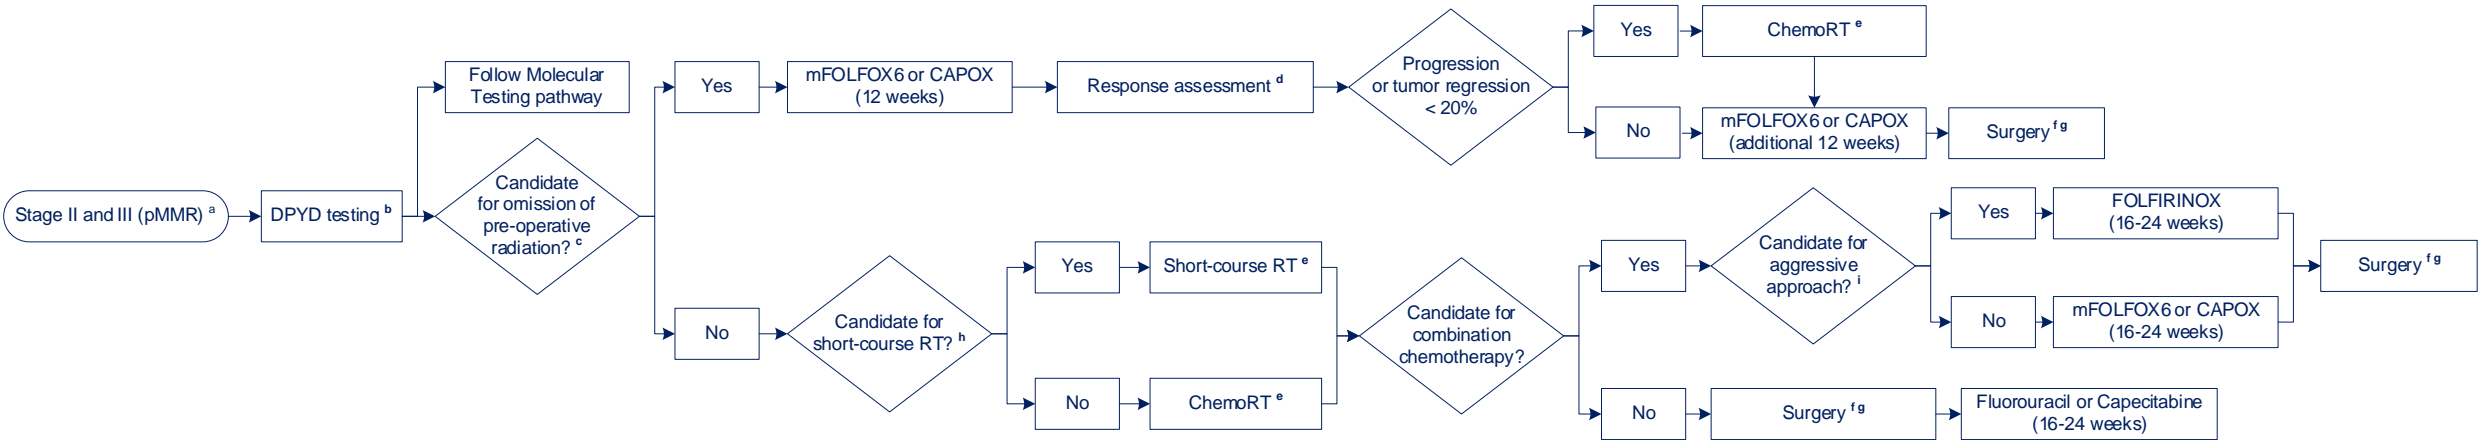 Stage II and III (pMMR) a
DPYD testing b
Follow Molecular
Testing pathway
Candidate
for omission of
pre-operative
radiation? c
Yes
mFOLFOX6 or CAPOX
(12 weeks)
Response assessment d
Progression
or tumor regression
< 20%
Yes
ChemoRT e
No
mFOLFOX6 or CAPOX
(additional 12 weeks)
Surgery f g
No
Candidate for
short-course RT? h
Yes
Short-course RT e
No
ChemoRT e
Candidate for
combination
chemotherapy?
Yes
Candidate for
aggressive
approach? i
Yes
FOLFIRINOX
(16-24 weeks)
No
mFOLFOX6 or CAPOX
(16-24 weeks)
Surgery f g
No
Surgery f g
Fluorouracil or Capecitabine
(16-24 weeks)